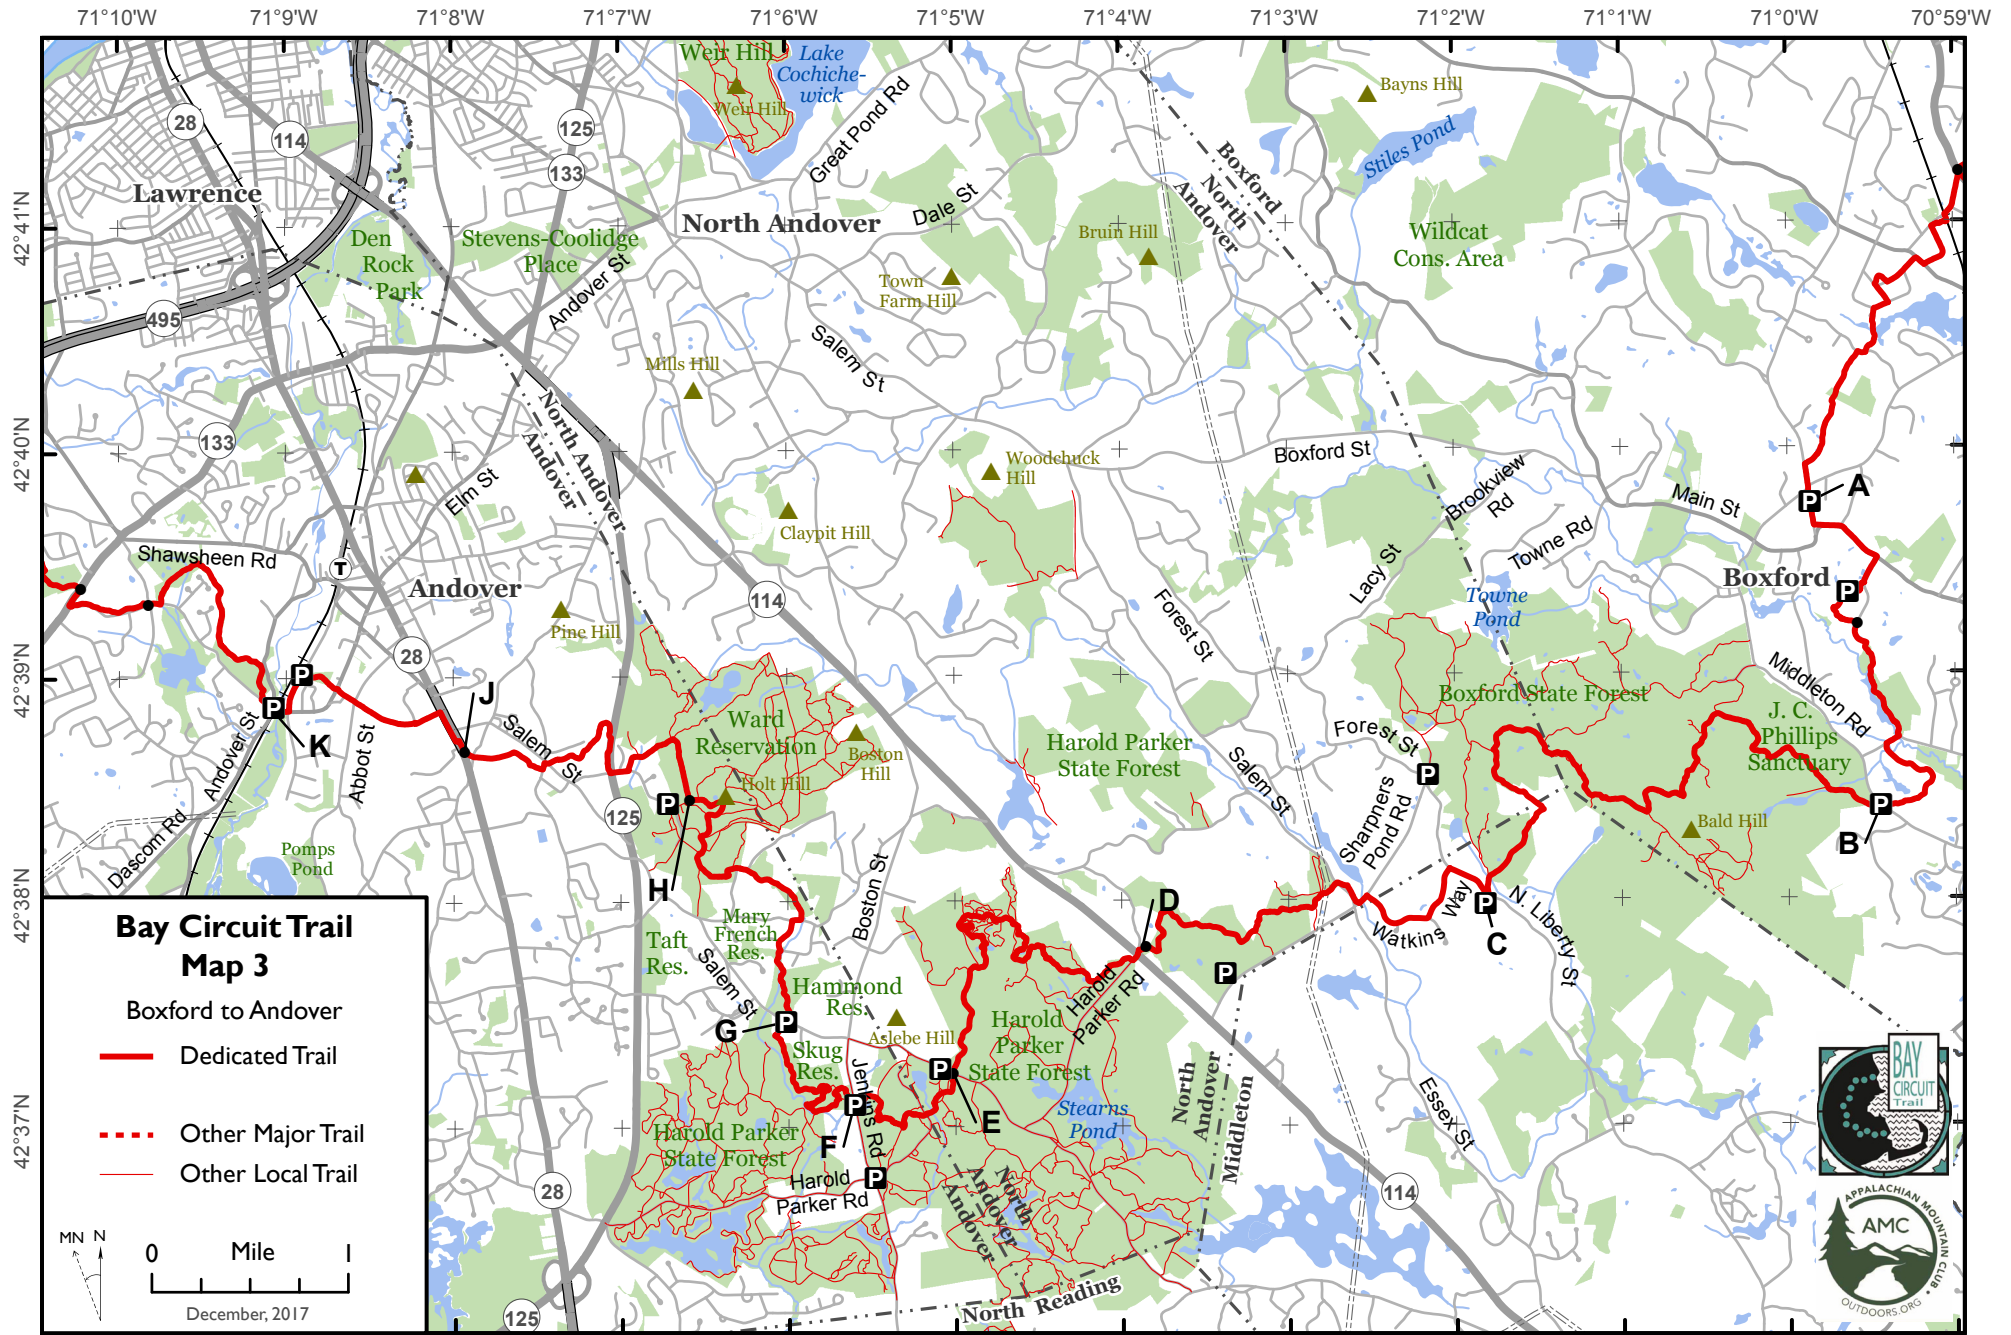 71°10'W 71°9'W 71°8'W 71°7'W 71°6'W 71°5'W 71°4'W 71°3'W 71°2'W 71°1'W 71°0'W 70°59'W
42°41'N
42°40'N
42°39'N
42°38'N
42°37'N
Weir Hill
Weir Hill
Lake
Cochiche-
wick
Great Pond Rd
Bayns Hill
Stiles Pond
28
114
125
133
Lawrence
North Andover
Dale St
Boxford
North
Andover
Bruin Hill
Wildcat
Cons. Area
Den
Rock
Park
Stevens-Coolidge
Place
Andover St
Town
Farm Hill
495
Salem St
Mills Hill
North Andover
Andover
133
Elm St
Woodchuck
Hill
Boxford St
Brookview
Rd
Main St
A
Claypit Hill
Towne Rd
Shawsheen Rd
T
Andover
Lacy St
Boxford
P
P
Towne
Pond
114
Forest St
Pine Hill
28
J
P
P
K
Andover St
Abbot St
Salem
St
Ward
Reservation
Boston
Hill
Holt Hill
P
125
H
Harold Parker
State Forest
Salem St
Forest St
P
Sharpners
Pond Rd
Boxford State Forest
J. C.
Phillips
Sanctuary
Middleton Rd
Bald Hill
P
B
Dascom Rd
Pomps
Pond
Boston St
Mary
French
Res.
Taft
Res.
Salem St
Hammond
Res.
D
Harold
Parker Rd
P
Watkins
Way
P
C
N. Liberty St
G
P
Skug
Res.
Aslebe Hill
P
E
Harold
Parker
State Forest
Stearns
Pond
North
Andover
Middleton
Essex St
Jenkins Rd
P
F
Harold Parker
State Forest
Harold
Parker Rd
P
North
Andover
Andover
28
125
114
North Reading
Bay Circuit Trail
Map 3
Boxford to Andover
Dedicated Trail
Other Major Trail
Other Local Trail
MN N
0 Mile 1
December, 2017
BAY
CIRCUIT
Trail
APPALACHIAN MOUNTAIN CLUB
AMC
OUTDOORS.ORG